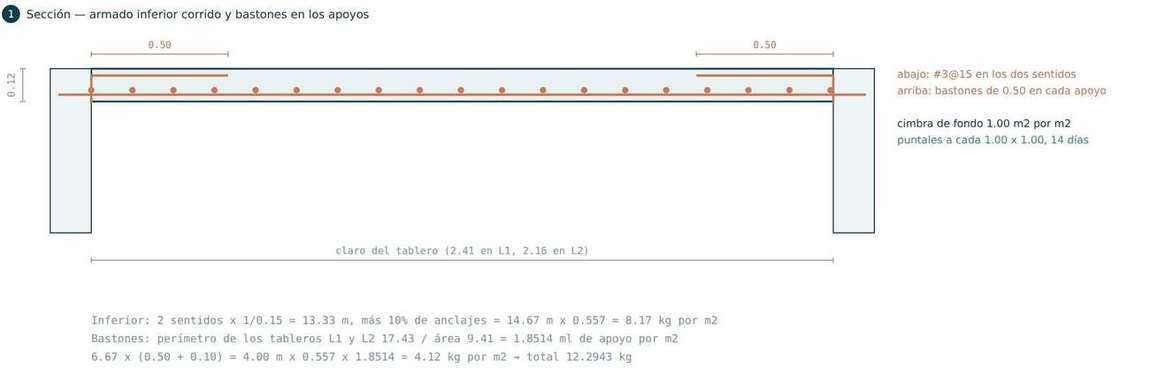 1 Sección — armado inferior corrido y bastones en los apoyos
0.50
0.50
0.12
abajo: #3@15 en los dos sentidos
arriba: bastones de 0.50 en cada apoyo
cimbra de fondo 1.00 m2 por m2
puntales a cada 1.00 x 1.00, 14 días
claro del tablero (2.41 en L1, 2.16 en L2)
Inferior: 2 sentidos x 1/0.15 = 13.33 m, más 10% de anclajes = 14.67 m x 0.557 = 8.17 kg por m2
Bastones: perímetro de los tableros L1 y L2 17.43 / área 9.41 = 1.8514 ml de apoyo por m2
6.67 x (0.50 + 0.10) = 4.00 m x 0.557 x 1.8514 = 4.12 kg por m2 → total 12.2943 kg